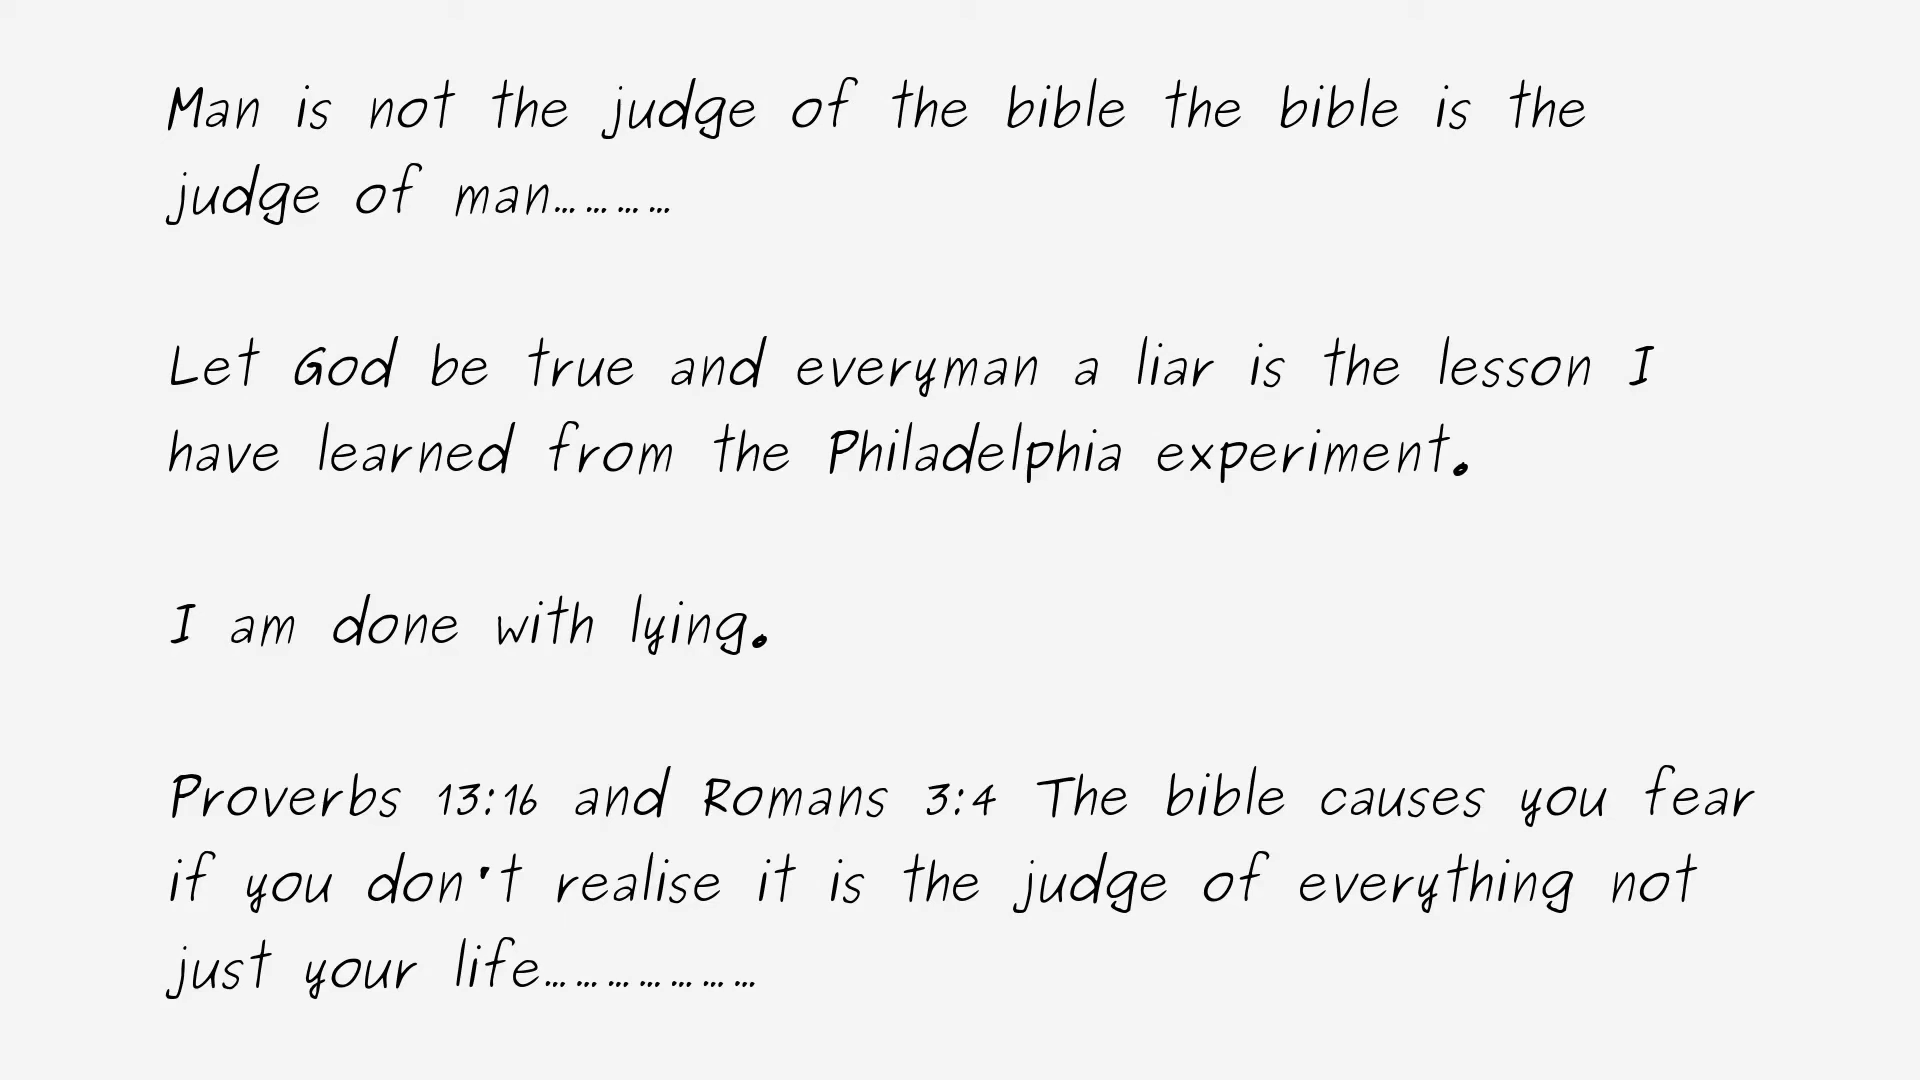 Man is not the judge of the bible the bible is the
judge of man…………
Let God be true and everyman a liar is the lesson I
have learned from the Philadelphia experiment.
I am done with lying.
Proverbs 13:16 and Romans 3:4 The bible causes you fear
if you don't realise it is the judge of everything not
just your life…………………